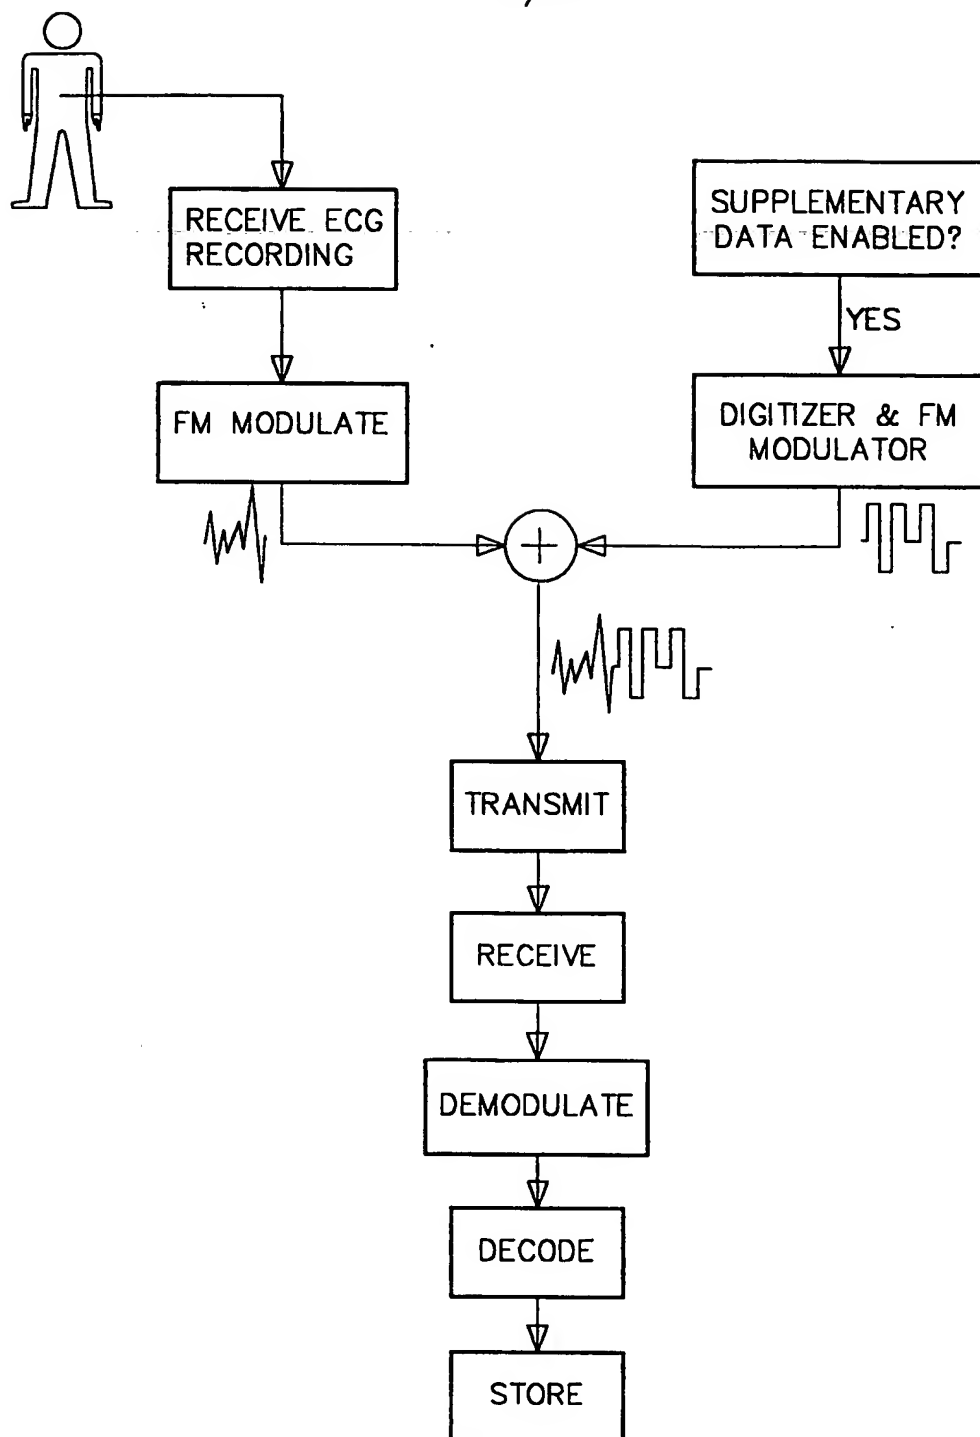 RECEIVE ECG
RECORDING
SUPPLEMENTARY
DATA ENABLED?
YES
FM MODULATE
DIGITIZER & FM
MODULATOR
TRANSMIT
RECEIVE
DEMODULATE
DECODE
STORE